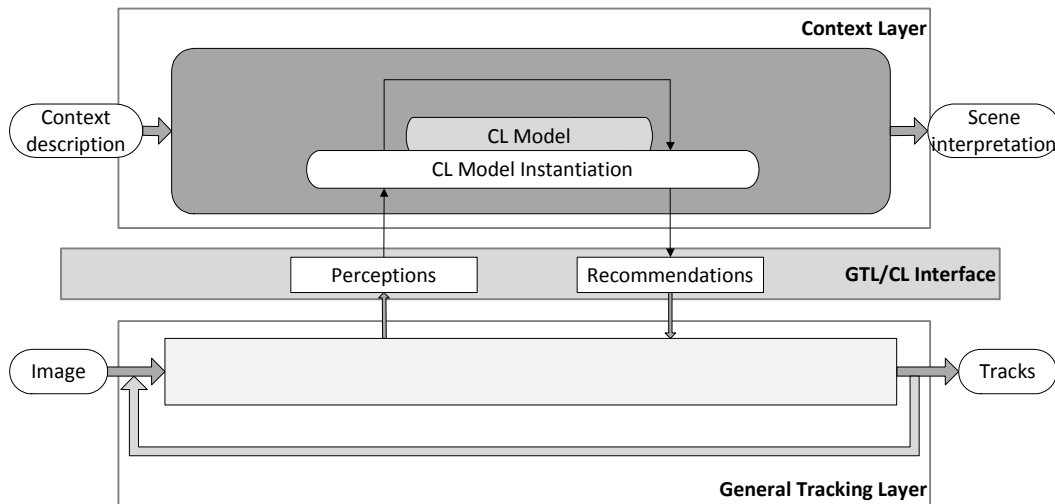 Context Layer
Context
description
CL Model
CL Model Instantiation
Scene
interpretation
Perceptions
Recommendations
GTL/CL Interface
Image
Tracks
General Tracking Layer